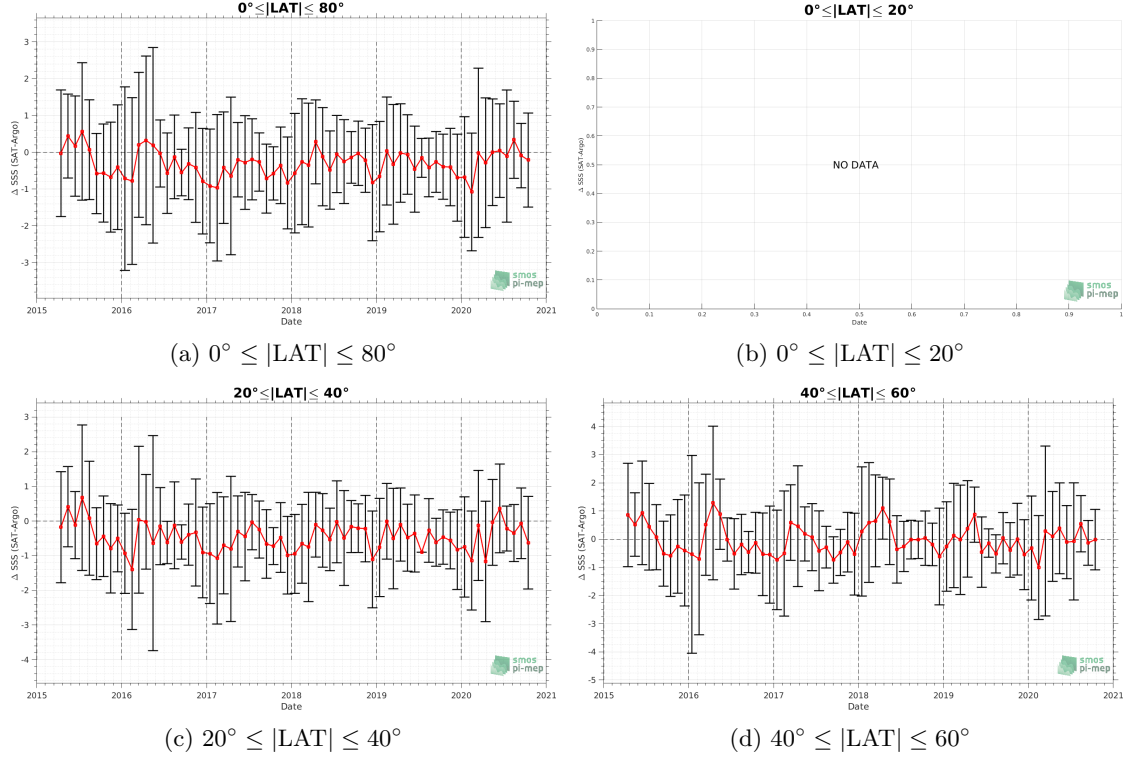 0°≤|LAT|≤ 80°
Δ SSS (SAT-Argo)
3
2
1
0
-1
-2
-3
2015 2016 2017 2018 2019 2020 2021
Date
smos
pi-mep
(a) 0° ≤ |LAT| ≤ 80°
0°≤|LAT|≤ 20°
Δ SSS (SAT-Argo)
1
0.9
0.8
0.7
0.6
0.5
0.4
0.3
0.2
0.1
0
NO DATA
0 0.1 0.2 0.3 0.4 0.5 0.6 0.7 0.8 0.9 1
Date
smos
pi-mep
(b) 0° ≤ |LAT| ≤ 20°
20°≤|LAT|≤ 40°
Δ SSS (SAT-Argo)
3
2
1
0
-1
-2
-3
-4
2015 2016 2017 2018 2019 2020 2021
Date
smos
pi-mep
(c) 20° ≤ |LAT| ≤ 40°
40°≤|LAT|≤ 60°
Δ SSS (SAT-Argo)
4
3
2
1
0
-1
-2
-3
-4
-5
2015 2016 2017 2018 2019 2020 2021
Date
smos
pi-mep
(d) 40° ≤ |LAT| ≤ 60°